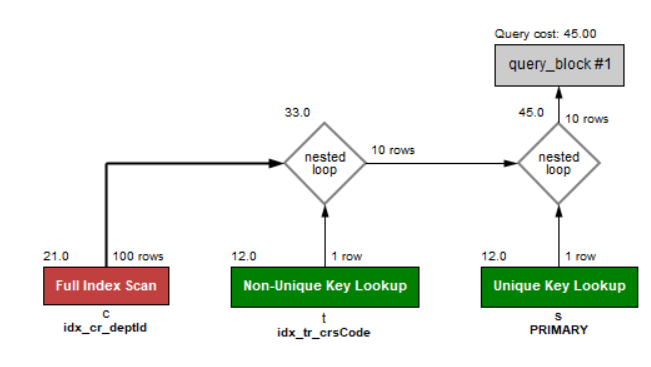 Query cost: 45.00
query_block #1
33.0
45.0
10 rows
nested
loop
10 rows
nested
loop
21.0
100 rows
12.0
1 row
12.0
1 row
Full Index Scan
Non-Unique Key Lookup
Unique Key Lookup
c
idx_cr_deptId
t
idx_tr_crsCode
s
PRIMARY